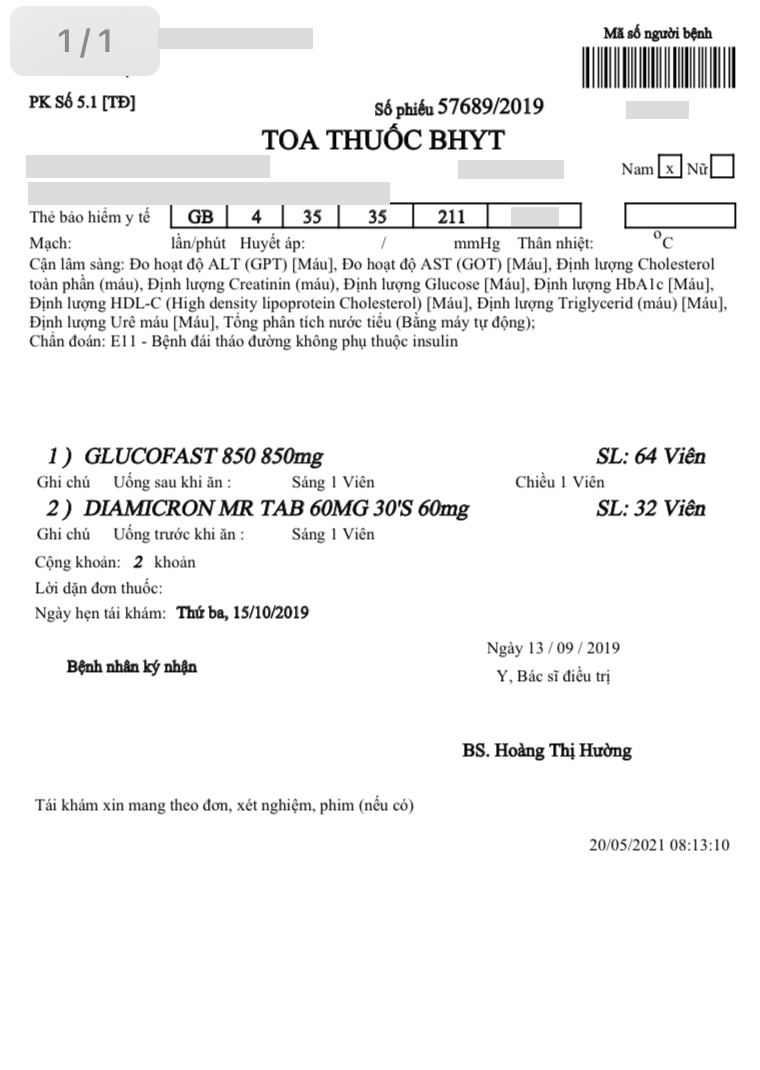 1/1
Mã số người bệnh
PK Số 5.1 [TĐ]
Số phiếu 57689/2019
TOA THUỐC BHYT
Nam x Nữ
Thẻ bảo hiểm y tế GB 4 35 35 211
Mạch: lần/phút Huyết áp: / mmHg Thân nhiệt: °C
Cận lâm sàng: Đo hoạt độ ALT (GPT) [Máu], Đo hoạt độ AST (GOT) [Máu], Định lượng Cholesterol
toàn phần (máu), Định lượng Creatinin (máu), Định lượng Glucose [Máu], Định lượng HbA1c [Máu],
Định lượng HDL-C (High density lipoprotein Cholesterol) [Máu], Định lượng Triglycerid (máu) [Máu],
Định lượng Urê máu [Máu], Tổng phân tích nước tiểu (Bằng máy tự động);
Chẩn đoán: E11 - Bệnh đái tháo đường không phụ thuộc insulin
1 ) GLUCOFAST 850 850mg SL: 64 Viên
Ghi chú Uống sau khi ăn : Sáng 1 Viên Chiều 1 Viên
2 ) DIAMICRON MR TAB 60MG 30'S 60mg SL: 32 Viên
Ghi chú Uống trước khi ăn : Sáng 1 Viên
Cộng khoản: 2 khoản
Lời dặn đơn thuốc:
Ngày hẹn tái khám: Thứ ba, 15/10/2019
Ngày 13 / 09 / 2019
Bệnh nhân ký nhận
Y, Bác sĩ điều trị
BS. Hoàng Thị Hường
Tái khám xin mang theo đơn, xét nghiệm, phim (nếu có)
20/05/2021 08:13:10